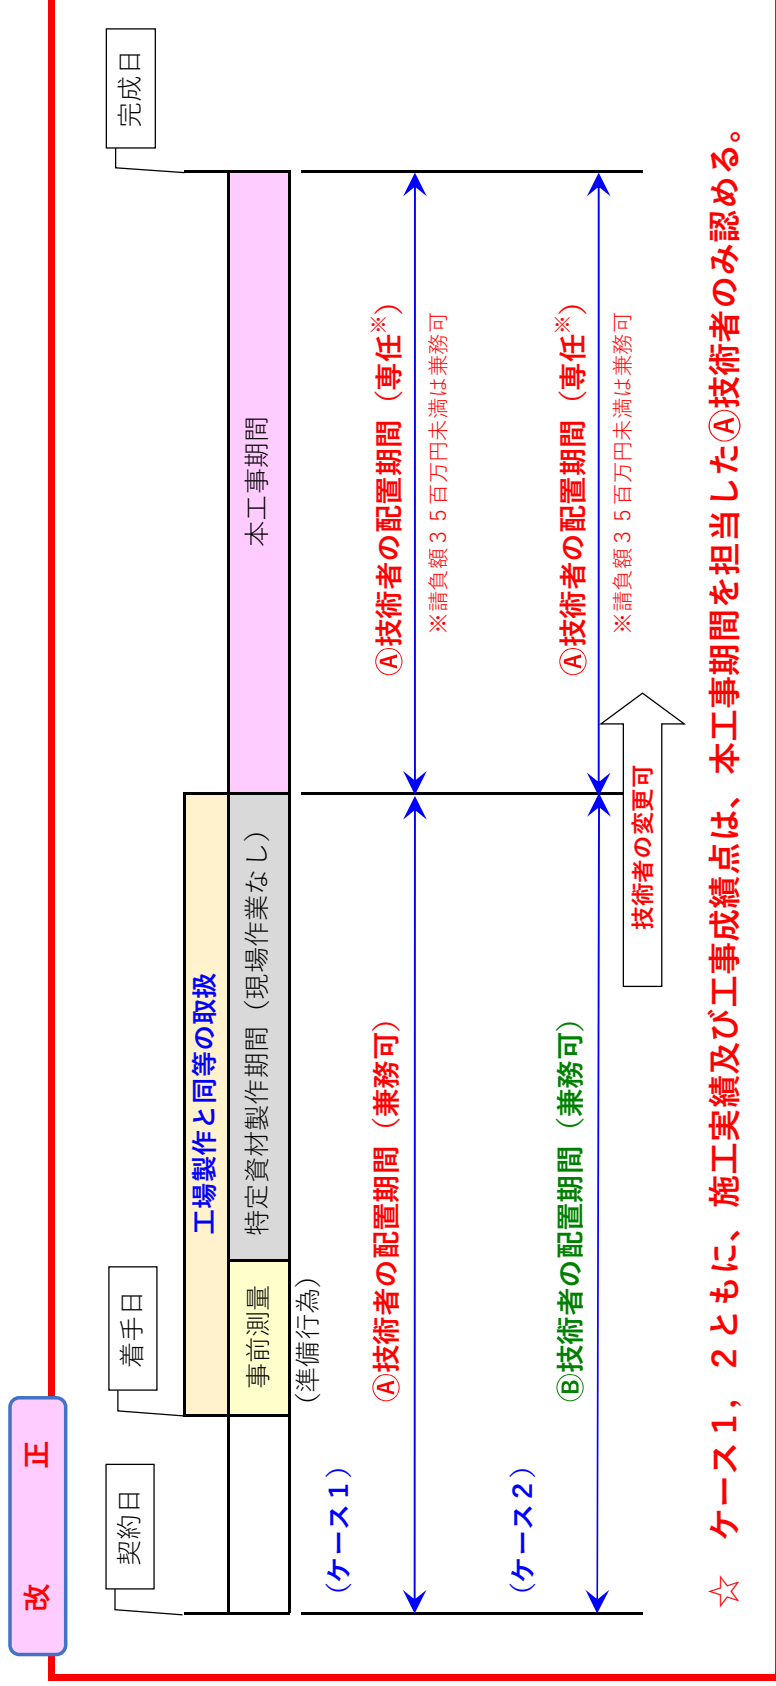 改　正
契約日
着手日
完成日
工場製作と同等の取扱
事前測量
特定資材製作期間（現場作業なし）
本工事期間
（準備行為）
（ケース１）
Ⓐ技術者の配置期間（兼務可）
Ⓐ技術者の配置期間（専任※）
※請負額３５百万円未満は兼務可
（ケース２）
Ⓑ技術者の配置期間（兼務可）
Ⓐ技術者の配置期間（専任※）
※請負額３５百万円未満は兼務可
技術者の変更可
☆　ケース１，２ともに、施工実績及び工事成績点は、本工事期間を担当したⒶ技術者のみ認める。